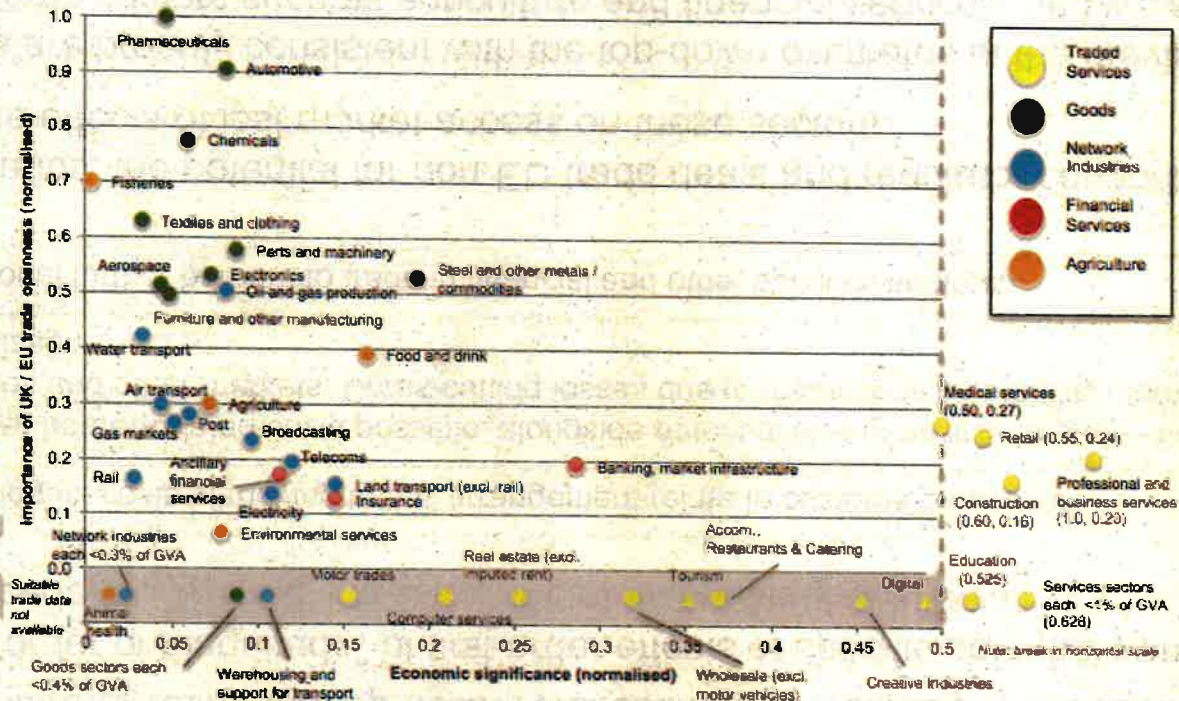 Importance of UK / EU trade openness (normalised)
1.0
0.9
0.8
0.7
0.6
0.5
0.4
0.3
0.2
0.1
0.0
Pharmaceuticals
Automotive
Chemicals
Fisheries
Textiles and clothing
Parts and machinery
Aerospace
Electronics
Steel and other metals /
commodities
Oil and gas production
Furniture and other manufacturing
Water transport
Food and drink
Air transport
Agriculture
Post
Gas markets
Broadcasting
Telecoms
Rail
Ancillary
financial
services
Land transport (excl. rail)
Insurance
Banking, market infrastructure
Electricity
Environmental services
Network industries
each <0.3% of GVA
Real estate (exc.
imputed rent)
Accom.,
Restaurants & Catering
Motor trades
Tourism
Digital
Suitable
trade data
not
available
Animal
health
Computer services
0
0.05
0.1
0.15
0.2
0.25
0.3
0.35
0.4
0.45
0.5
Goods sectors each
<0.4% of GVA
Warehousing and
support for transport
Economic significance (normalised)
Wholesale (excl.
motor vehicles)
Creative Industries
Note: break in horizontal scale
Medical services
(0.50, 0.27)
Retail (0.55, 0.24)
Construction
(0.60, 0.16)
Professional and
business services
(1.0, 0.20)
Education
(0.525)
Services sectors
each <1% of GVA
(0.628)
Traded
Services
Goods
Network
Industries
Financial
Services
Agriculture